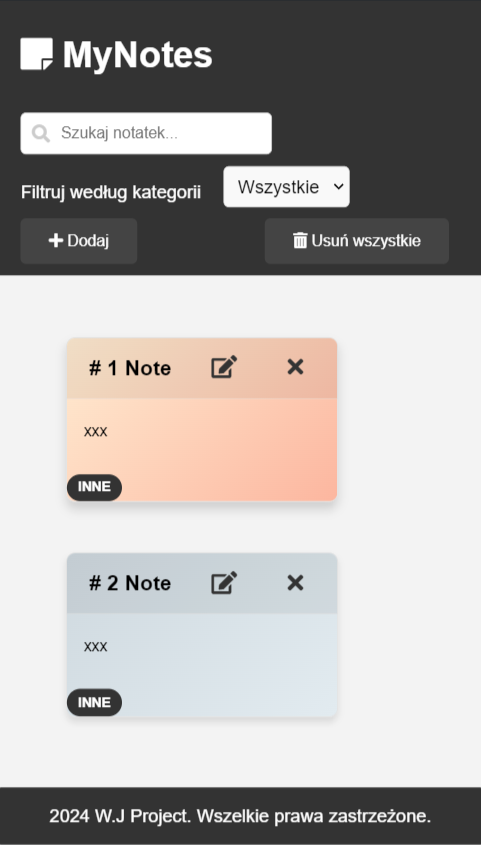 MyNotes
Szukaj notatek...
Filtruj według kategorii Wszystkie
Dodaj Usuń wszystkie
# 1 Note
xxx
INNE
# 2 Note
xxx
INNE
2024 W.J Project. Wszelkie prawa zastrzeżone.